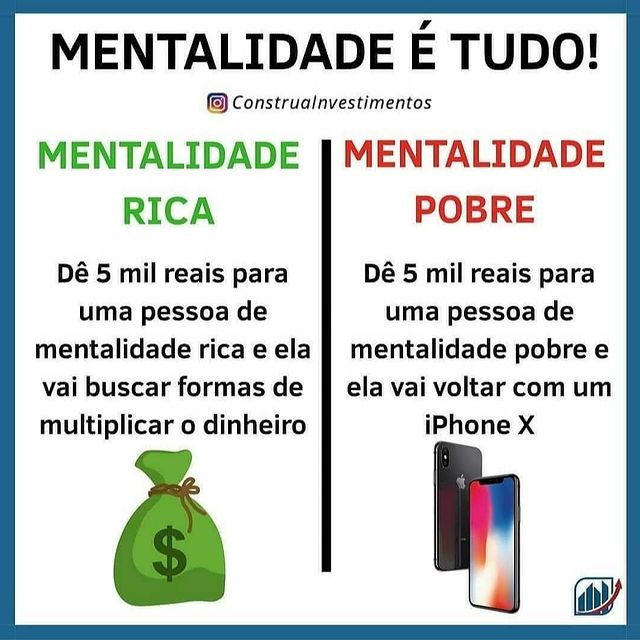 MENTALIDADE É TUDO!
ConstruaInvestimentos
MENTALIDADE
RICA
Dê 5 mil reais para
uma pessoa de
mentalidade rica e ela
vai buscar formas de
multiplicar o dinheiro
$
MENTALIDADE
POBRE
Dê 5 mil reais para
uma pessoa de
mentalidade pobre e
ela vai voltar com um
iPhone X